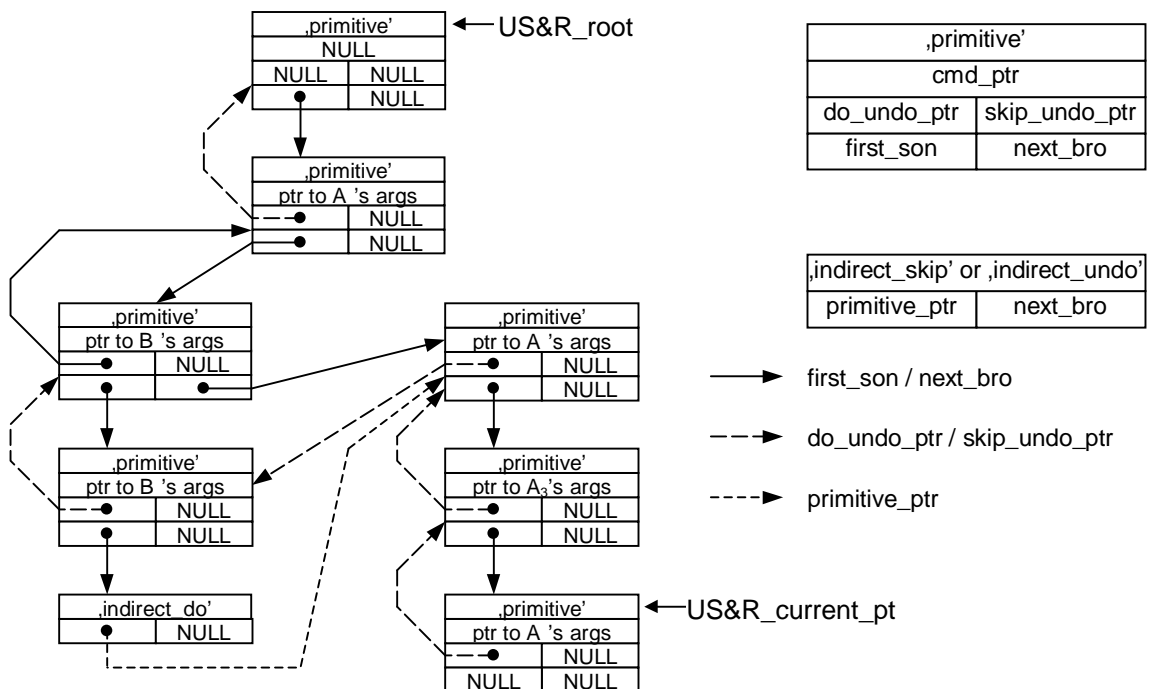 ‚primitive’
NULL
NULL NULL
NULL
US&R_root
‚primitive’
ptr to A ’s args
NULL
NULL
‚primitive’
ptr to B ’s args
NULL
‚primitive’
ptr to B ’s args
NULL
NULL
‚indirect_do’
NULL
‚primitive’
ptr to A ’s args
NULL
NULL
‚primitive’
ptr to A₃’s args
NULL
NULL
‚primitive’
ptr to A ’s args
NULL
NULL NULL
US&R_current_pt
‚primitive’
cmd_ptr
do_undo_ptr skip_undo_ptr
first_son next_bro
‚indirect_skip’ or ‚indirect_undo’
primitive_ptr next_bro
first_son / next_bro
do_undo_ptr / skip_undo_ptr
primitive_ptr